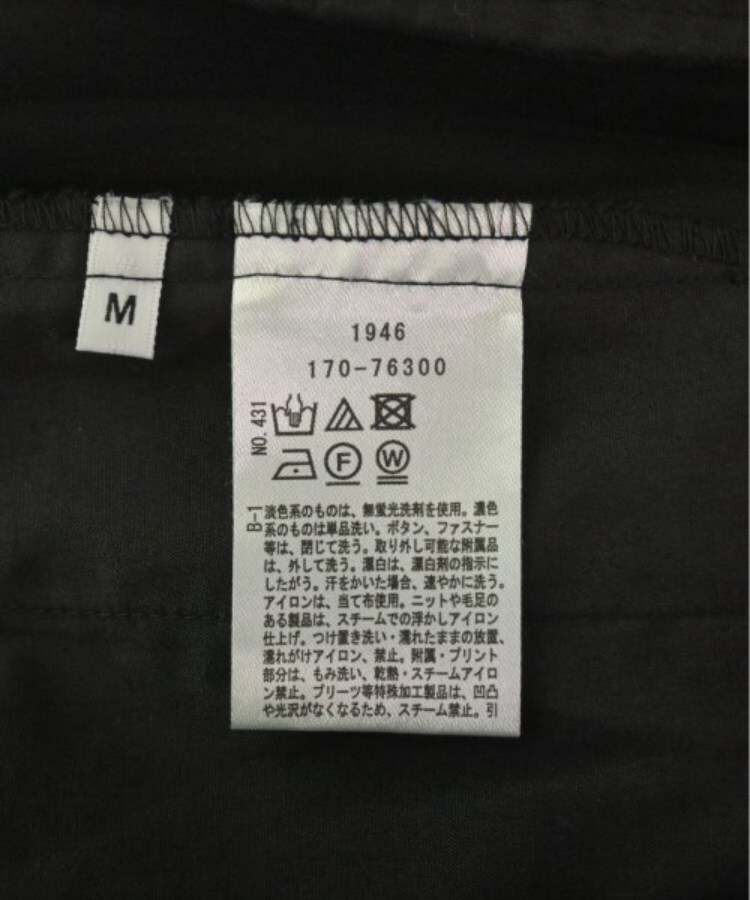 M
1946
170-76300
NO. 431
F
W
B-1
淡色系のものは、無蛍光洗剤を使用。濃色
系のものは単品洗い。ボタン、ファスナー
等は、閉じて洗う。取り外し可能な附属品
は、外して洗う。漂白は、漂白剤の指示に
したがう。汗をかいた場合、速やかに洗う。
アイロンは、当て布使用。ニットや毛足の
ある製品は、スチームでの浮かしアイロン
仕上げ。つけ置き洗い・濡れたままの放置、
濡れがけアイロン、禁止。附属・プリント
部分は、もみ洗い、乾熱・スチームアイロ
ン禁止。プリーツ等特殊加工製品は、凹凸
や光沢がなくなるため、スチーム禁止。引